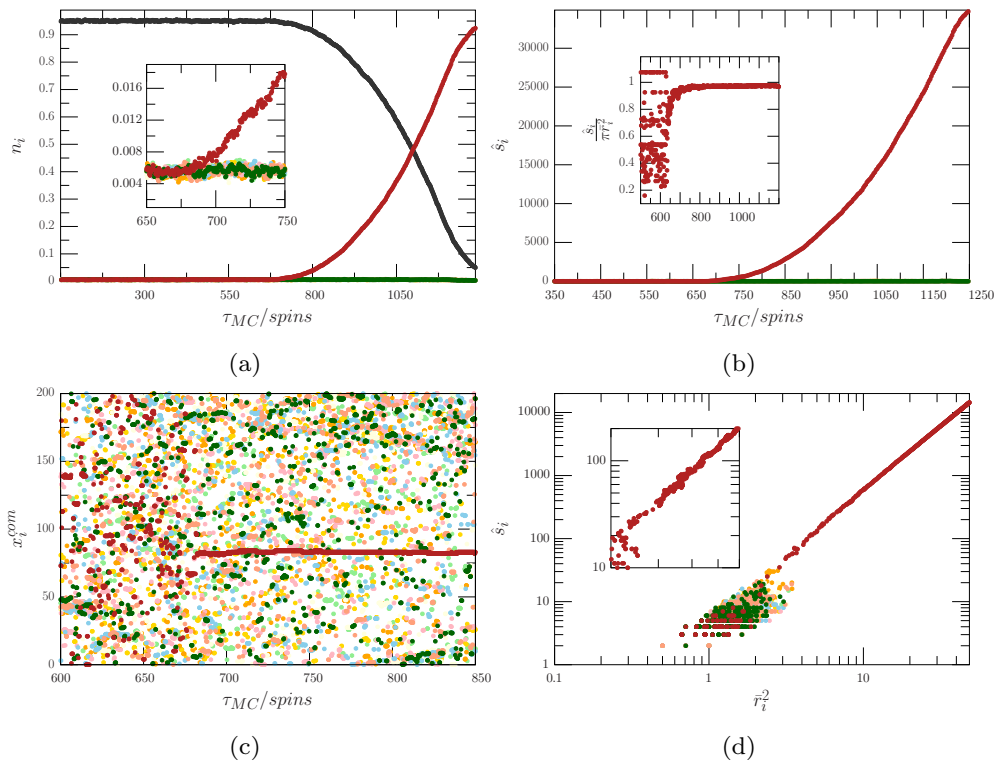 0.9
0.8
0.7
0.6
0.5
0.4
0.3
0.2
0.1
0
n_i
300 550 800 1050
τ_MC/spins
0.016
0.012
0.008
0.004
650 700 750
(a)
35000
30000
25000
20000
15000
10000
5000
0
ŝ_i
350 450 550 650 750 850 950 1050 1150 1250
τ_MC/spins
1
0.8
0.6
0.4
0.2
ŝ_i
πr̄_i^2
600 800 1000
(b)
200
150
100
50
0
x_i^com
600 650 700 750 800 850
τ_MC/spins
(c)
10000
1000
100
10
1
ŝ_i
0.1 1 10
r̄_i^2
100
10
(d)